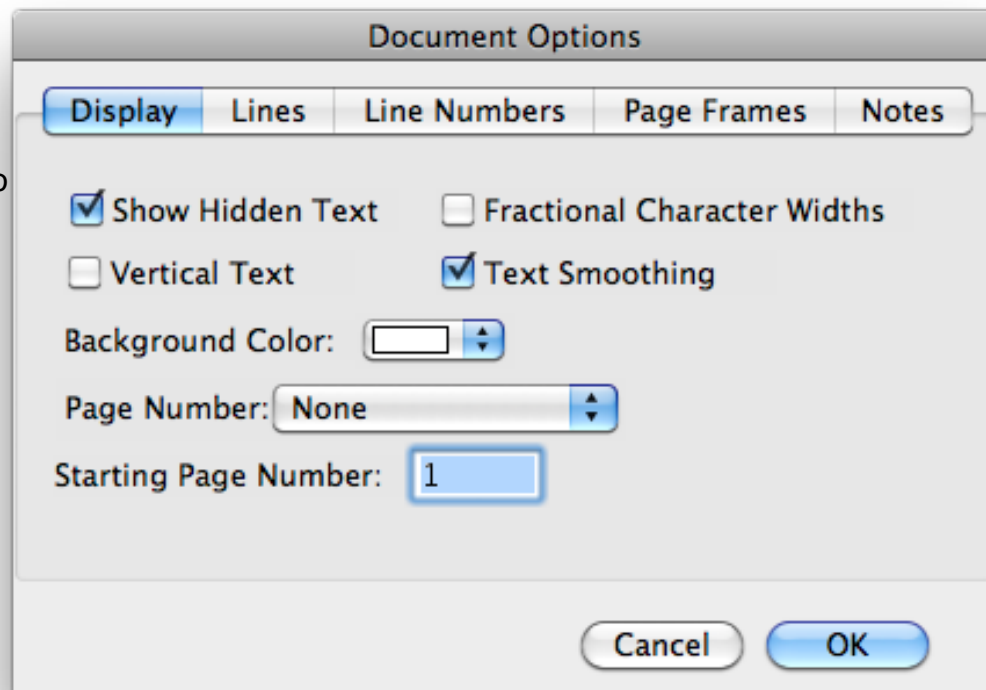 Document Options
Display Lines Line Numbers Page Frames Notes
Show Hidden Text Fractional Character Widths
Vertical Text Text Smoothing
Background Color:
Page Number: None
Starting Page Number: 1
Cancel OK